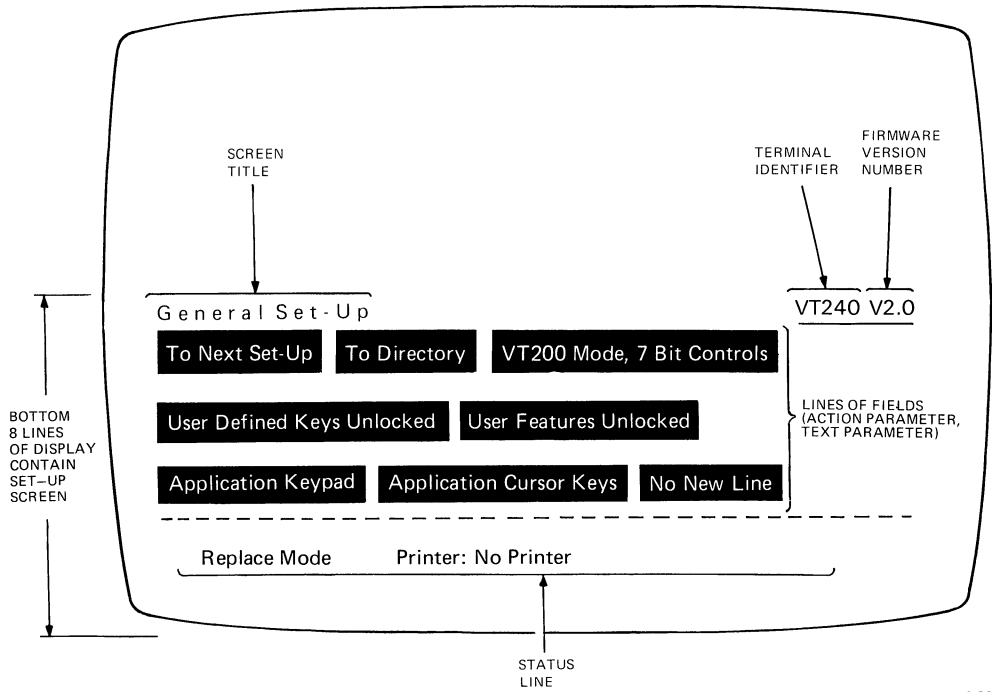 SCREEN
TITLE
TERMINAL
IDENTIFIER
FIRMWARE
VERSION
NUMBER
General Set-Up
VT240 V2.0
To Next Set-Up
To Directory
VT200 Mode, 7 Bit Controls
User Defined Keys Unlocked
User Features Unlocked
Application Keypad
Application Cursor Keys
No New Line
LINES OF FIELDS
(ACTION PARAMETER,
TEXT PARAMETER)
BOTTOM
8 LINES
OF DISPLAY
CONTAIN
SET–UP
SCREEN
Replace Mode
Printer: No Printer
STATUS
LINE